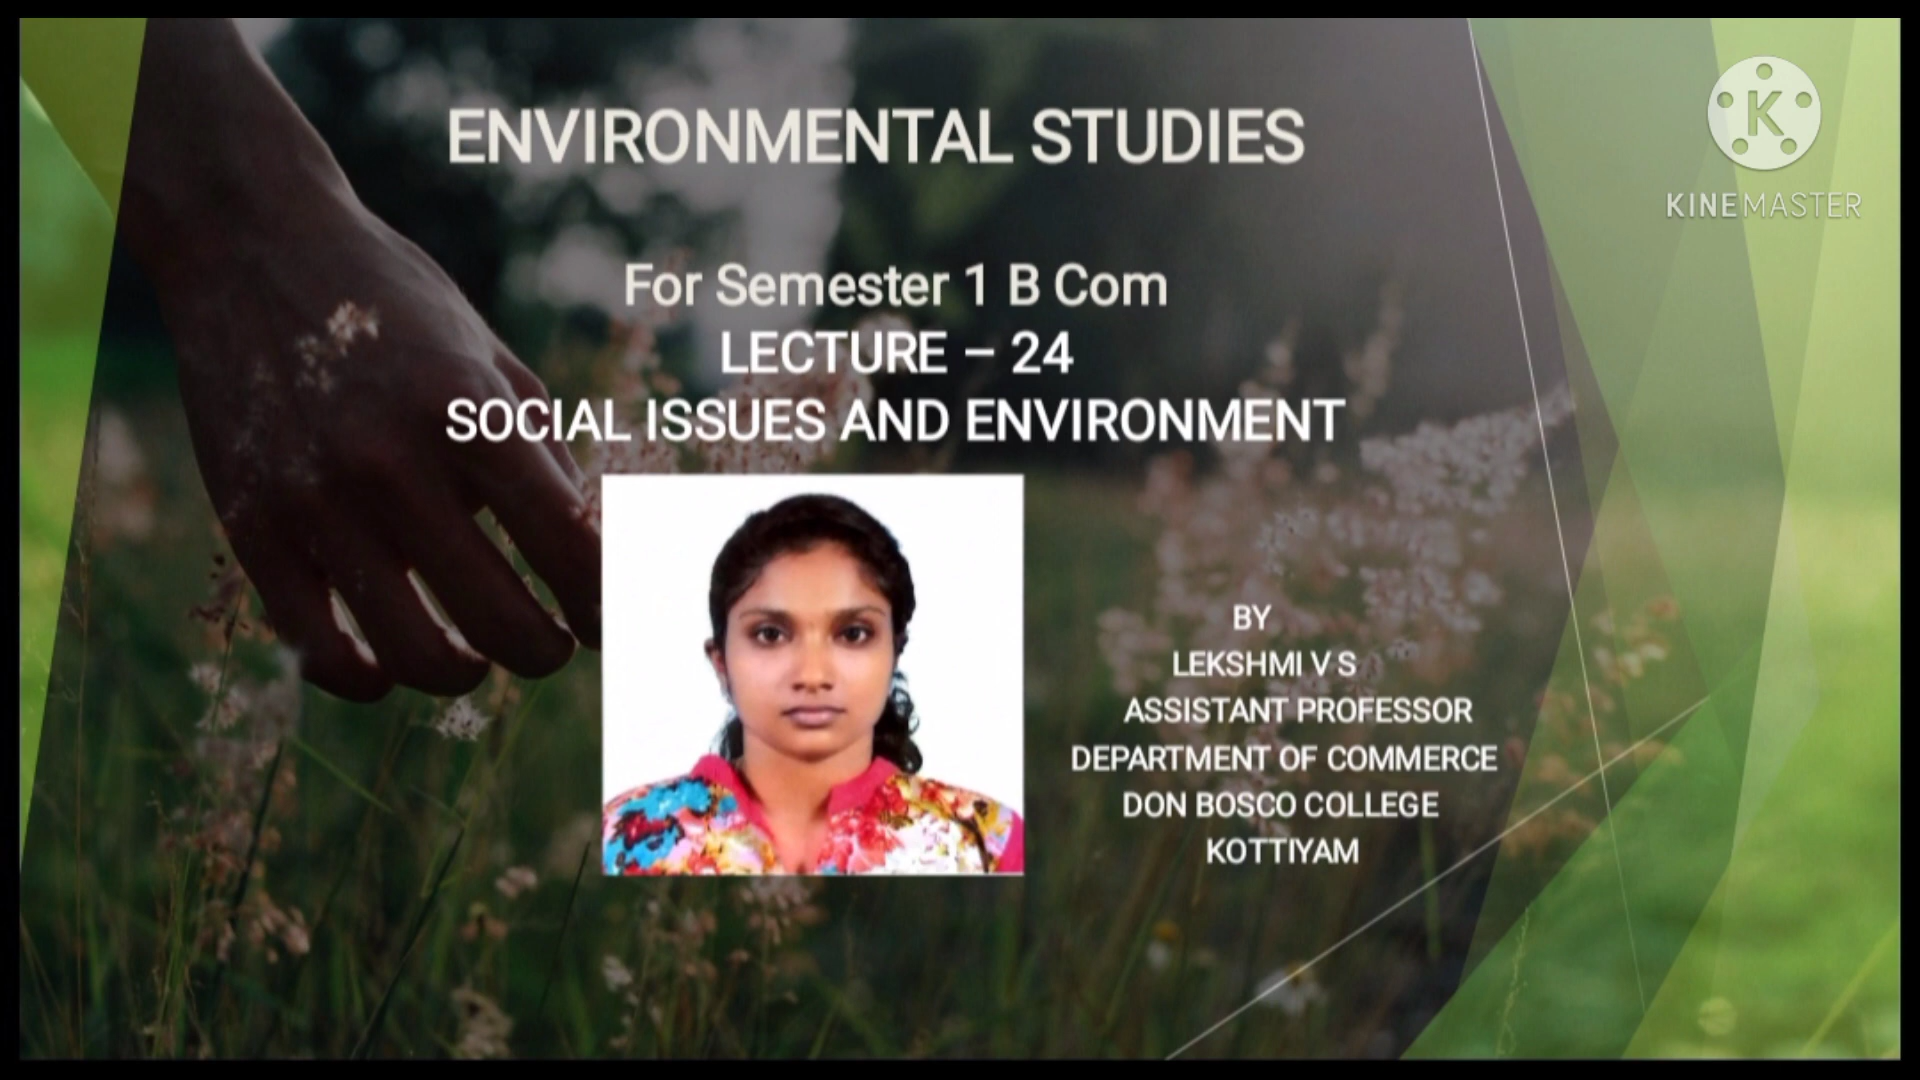 ENVIRONMENTAL STUDIES
K
KINEMASTER
For Semester 1 B Com
LECTURE – 24
SOCIAL ISSUES AND ENVIRONMENT
BY
LEKSHMI V S
ASSISTANT PROFESSOR
DEPARTMENT OF COMMERCE
DON BOSCO COLLEGE
KOTTIYAM